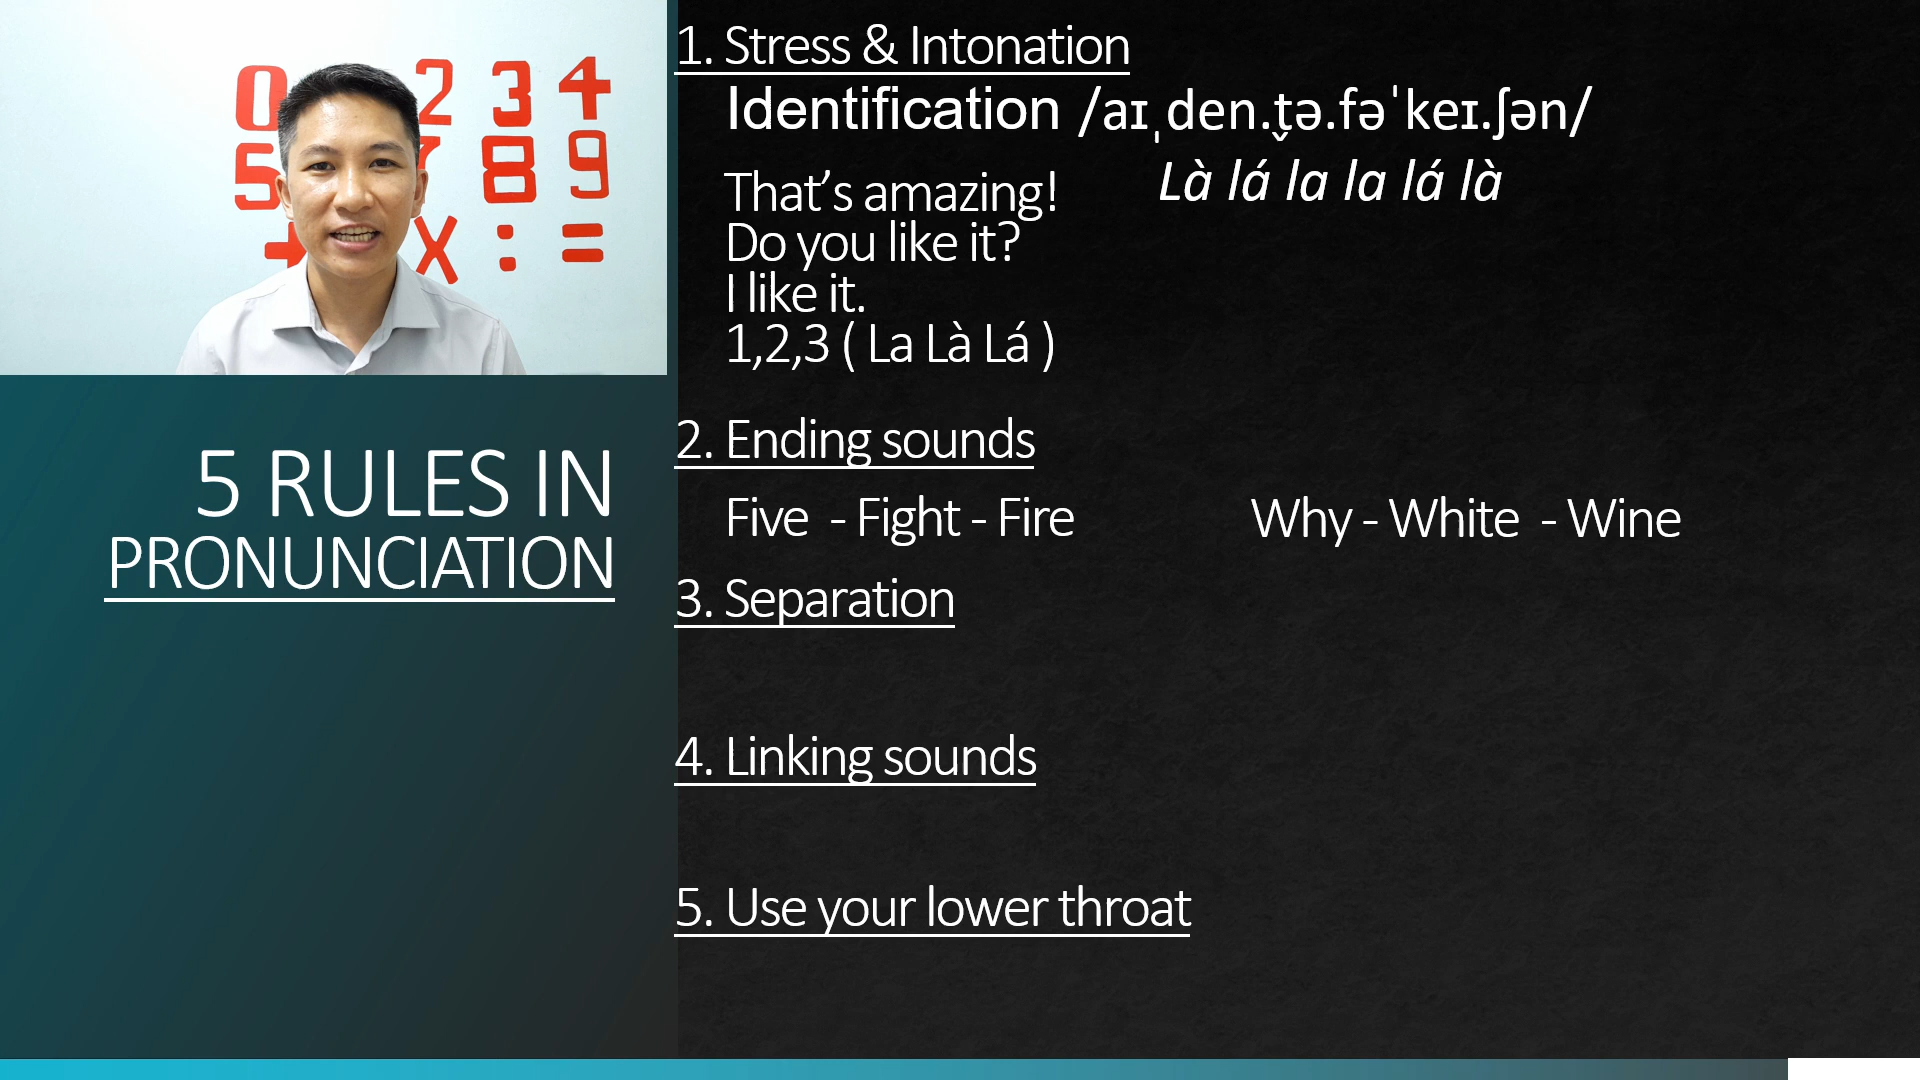 0 2 3 4
5 7 8 9
+ X : =
5 RULES IN
PRONUNCIATION
1. Stress & Intonation
Identification /aɪˌden.t̬ə.fəˈkeɪ.ʃən/
Là lá la la lá là
That’s amazing!
Do you like it?
I like it.
1,2,3 ( La Là Lá )
2. Ending sounds
Five - Fight - Fire
Why - White - Wine
3. Separation
4. Linking sounds
5. Use your lower throat